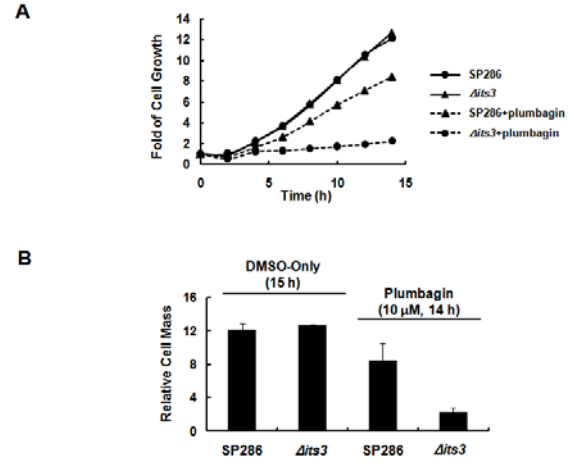 A
Fold of Cell Growth
14
12
10
8
6
4
2
0
0
5
10
15
Time (h)
SP286
Δits3
SP286+plumbagin
Δits3+plumbagin
B
DMSO-Only
(15 h)
Plumbagin
(10 µM, 14 h)
Relative Cell Mass
16
12
8
4
0
SP286
Δits3
SP286
Δits3